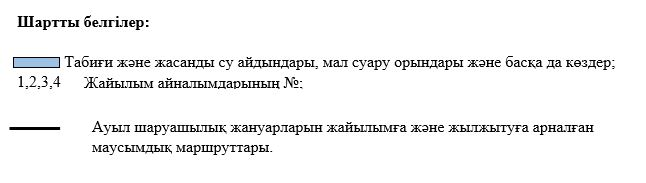 Шартты белгілер:
Табиғи және жасанды су айдындары, мал суару орындары және басқа да көздер;
1,2,3,4 Жайылым айналымдарының №;
Ауыл шаруашылық жануарларын жайылымға және жылжытуға арналған
маусымдық маршруттары.